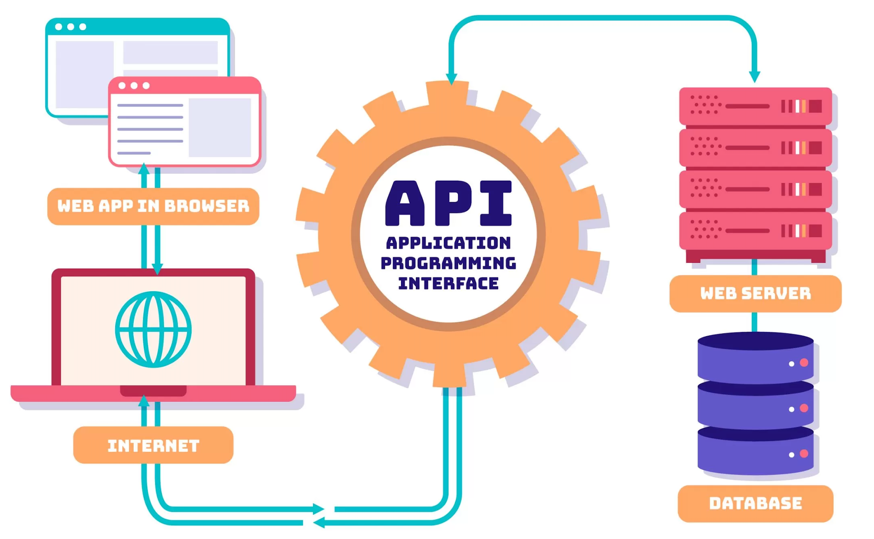 WEB APP IN BROWSER
INTERNET
API
APPLICATION
PROGRAMMING
INTERFACE
WEB SERVER
DATABASE